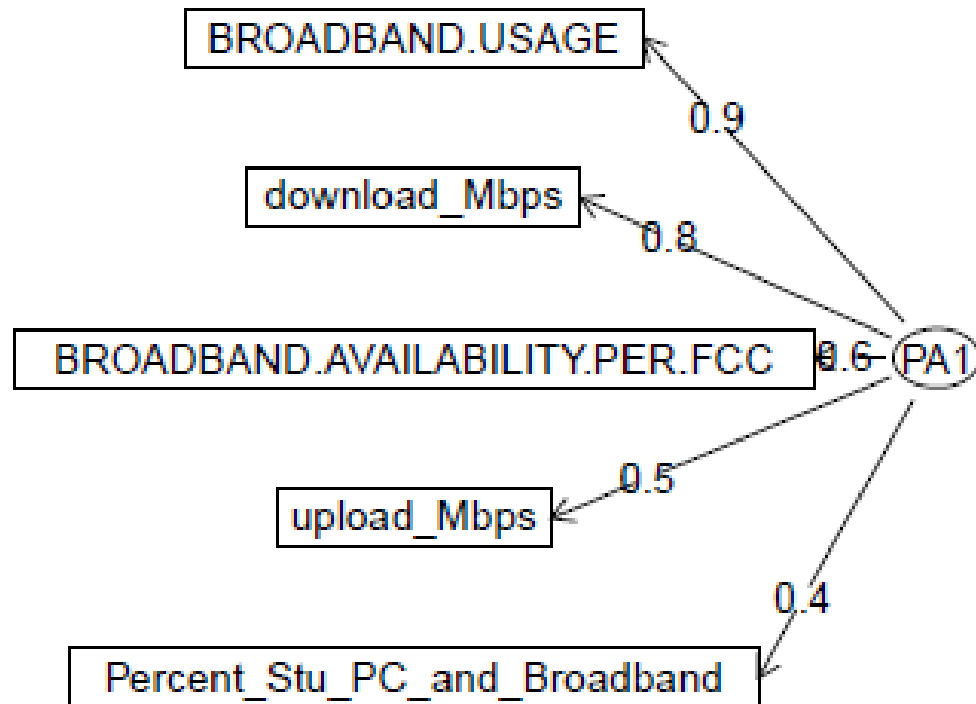 BROADBAND.USAGE
0.9
download_Mbps
0.8
BROADBAND.AVAILABILITY.PER.FCC
0.6
PA1
upload_Mbps
0.5
0.4
Percent_Stu_PC_and_Broadband